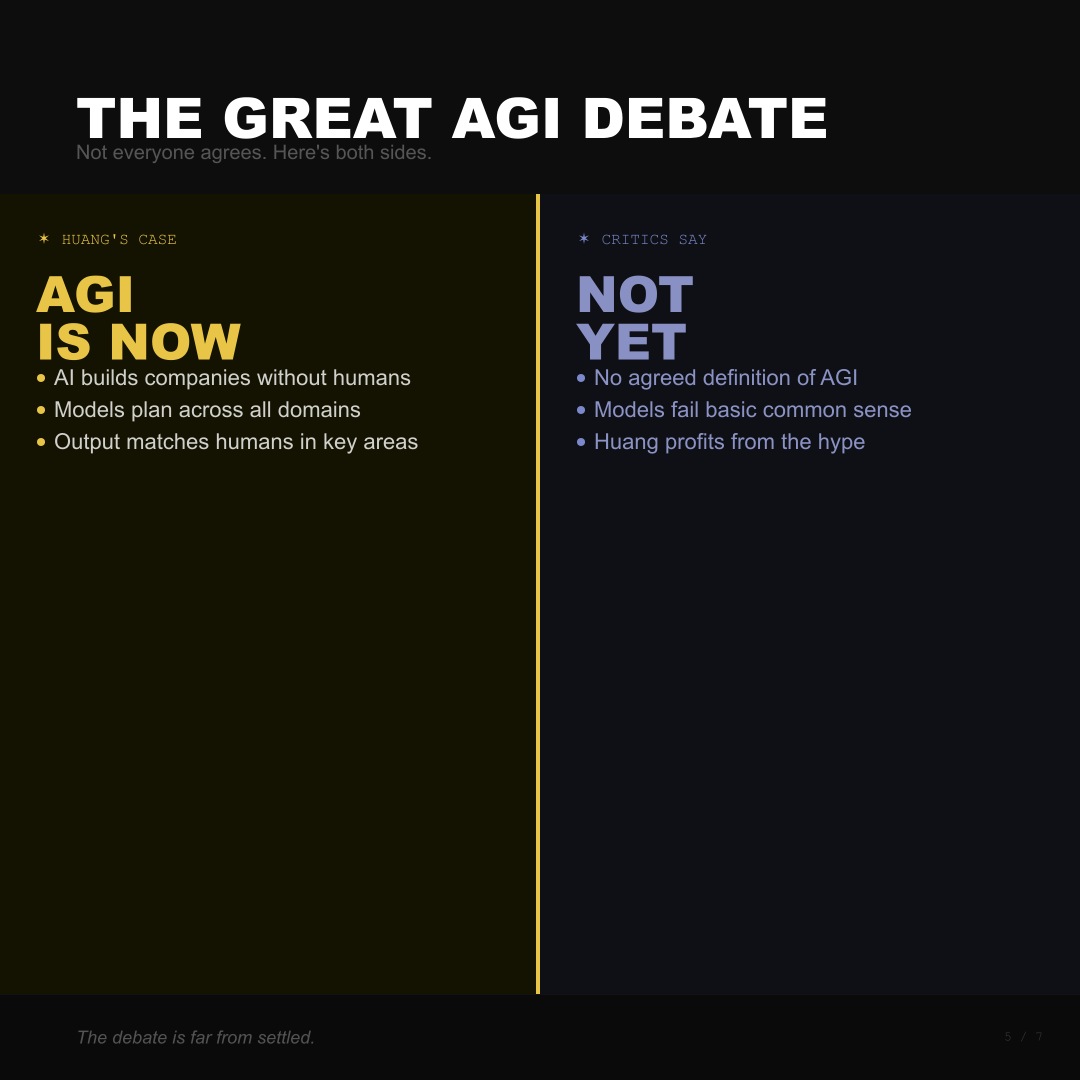 THE GREAT AGI DEBATE
Not everyone agrees. Here's both sides.
✶ HUANG'S CASE
AGI
IS NOW
• AI builds companies without humans
• Models plan across all domains
• Output matches humans in key areas
✶ CRITICS SAY
NOT
YET
• No agreed definition of AGI
• Models fail basic common sense
• Huang profits from the hype
The debate is far from settled.
5 / 7